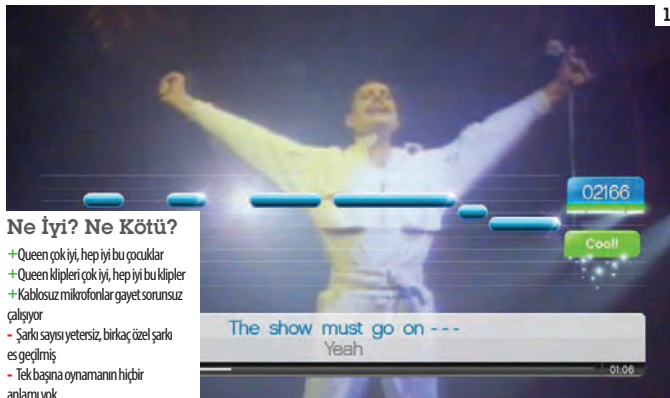 1
02166
Cool!
The show must go on - - -
Yeah
01:06
Ne İyi? Ne Kötü?
+Queen çok iyi, hep iyi bu çocuklar
+Queen klipleri çok iyi, hep iyi bu klipler
+Kablosuz mikrofonlar gayet sorunsuz
çalışıyor
- Şarkı sayısı yetersiz, birkaç özel şarkı
es geçilmiş
- Tek başına oynamanın hiçbir
anlamı yok